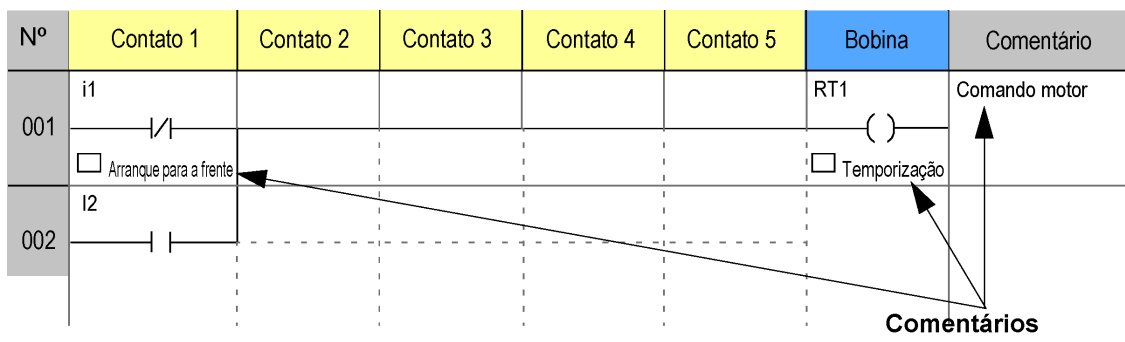 Nº Contato 1 Contato 2 Contato 3 Contato 4 Contato 5 Bobina Comentário
i1 RT1 Comando motor
001
Arranque para a frente Temporização
I2
002
Comentários